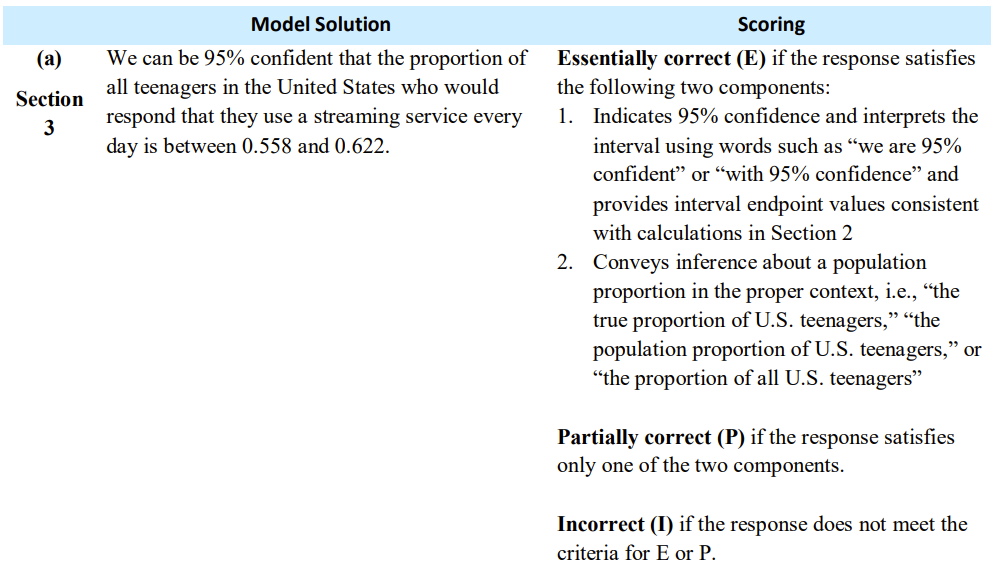 Model Solution
Scoring
(a)
Section
3
We can be 95% confident that the proportion of
all teenagers in the United States who would
respond that they use a streaming service every
day is between 0.558 and 0.622.
Essentially correct (E) if the response satisfies
the following two components:
1. Indicates 95% confidence and interprets the
interval using words such as “we are 95%
confident” or “with 95% confidence” and
provides interval endpoint values consistent
with calculations in Section 2
2. Conveys inference about a population
proportion in the proper context, i.e., “the
true proportion of U.S. teenagers,” “the
population proportion of U.S. teenagers,” or
“the proportion of all U.S. teenagers”
Partially correct (P) if the response satisfies
only one of the two components.
Incorrect (I) if the response does not meet the
criteria for E or P.